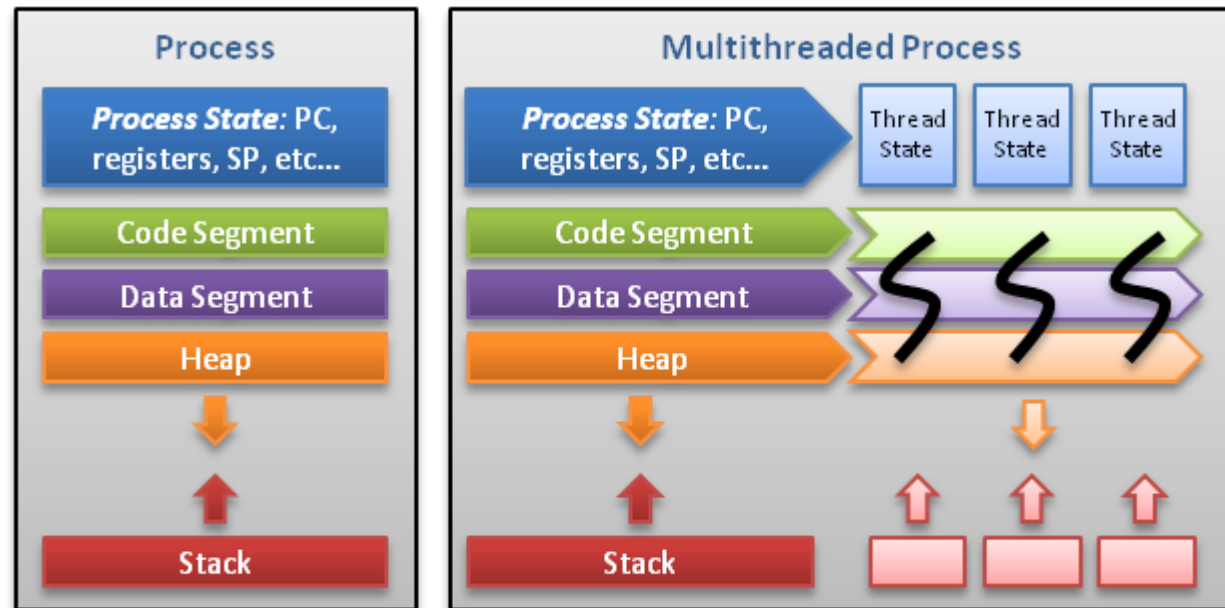 Process
Process State: PC,
registers, SP, etc...
Code Segment
Data Segment
Heap
Stack
Multithreaded Process
Process State: PC,
registers, SP, etc...
Thread
State
Thread
State
Thread
State
Code Segment
Data Segment
Heap
Stack